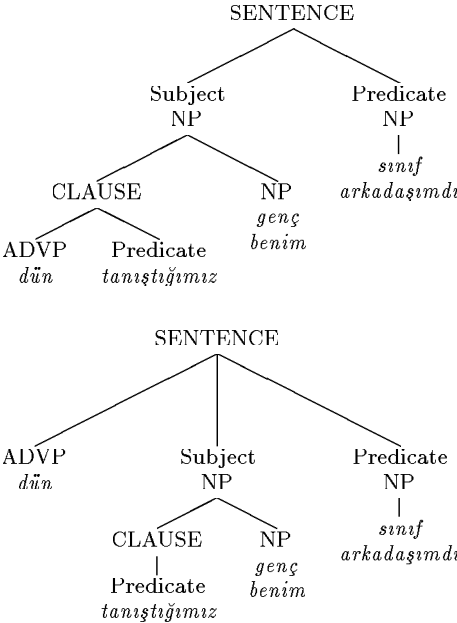 SENTENCE
Subject Predicate
NP NP
sınıf
CLAUSE NP arkadaşımdı
genç
benim
ADVP Predicate
dün tanıştığımız
SENTENCE
ADVP Subject Predicate
dün NP NP
sınıf
CLAUSE NP arkadaşımdı
genç
Predicate benim
tanıştığımız